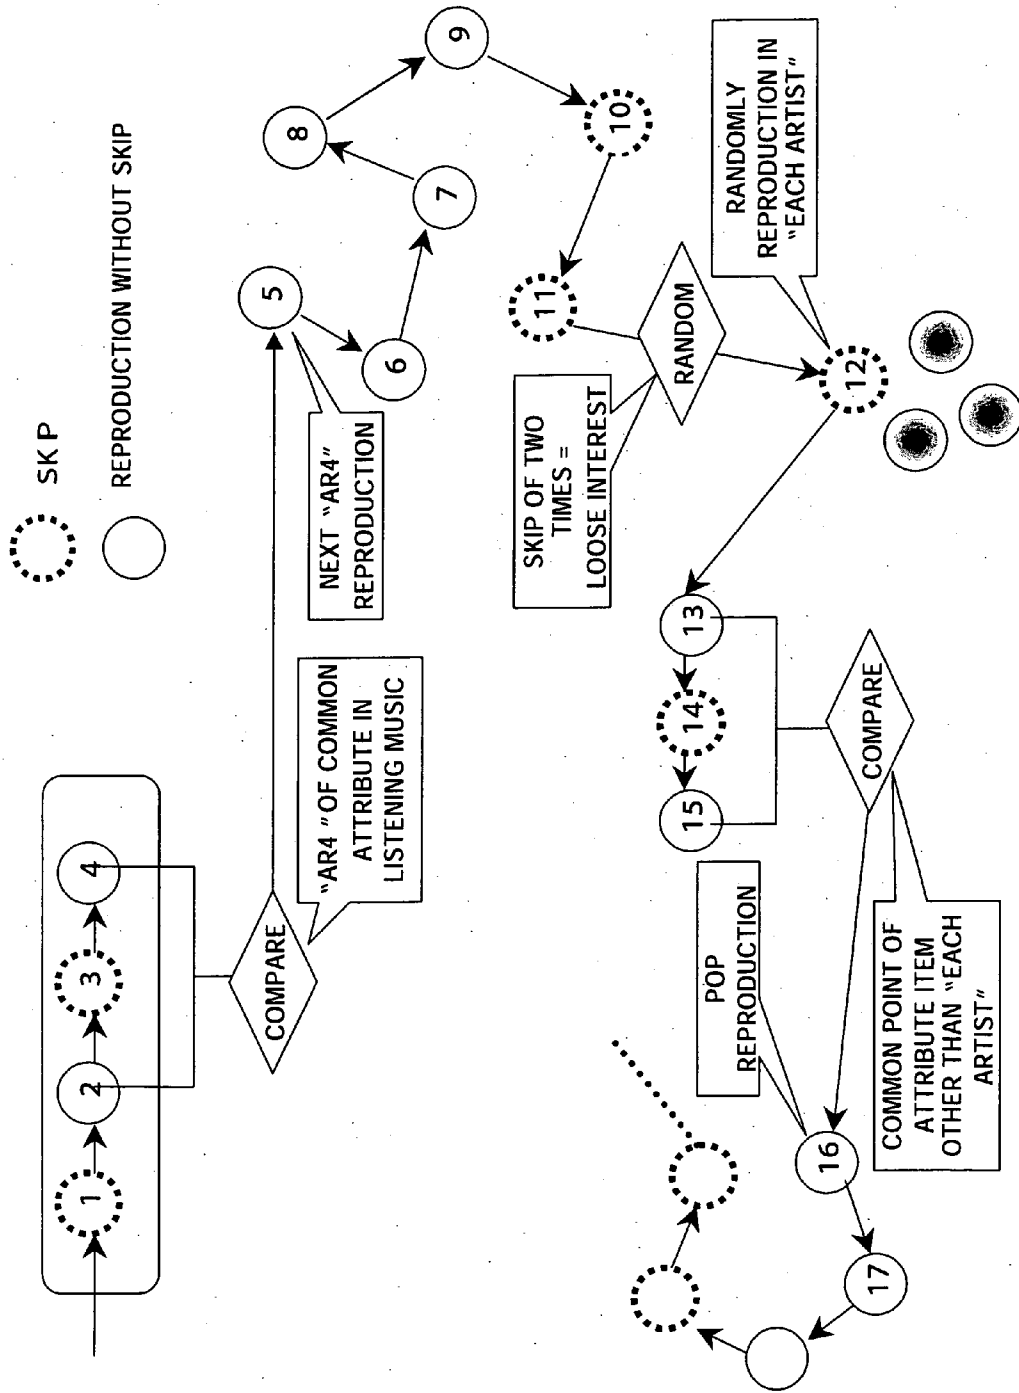 SKIP
REPRODUCTION WITHOUT SKIP
1
2
3
4
COMPARE
"AR4" OF COMMON
ATTRIBUTE IN
LISTENING MUSIC
NEXT "AR4"
REPRODUCTION
5
6
7
8
9
10
11
SKIP OF TWO
TIMES =
LOOSE INTEREST
RANDOM
RANDOMLY
REPRODUCTION IN
"EACH ARTIST"
12
13
14
15
COMPARE
COMMON POINT OF
ATTRIBUTE ITEM
OTHER THAN "EACH
ARTIST"
POP
REPRODUCTION
16
17